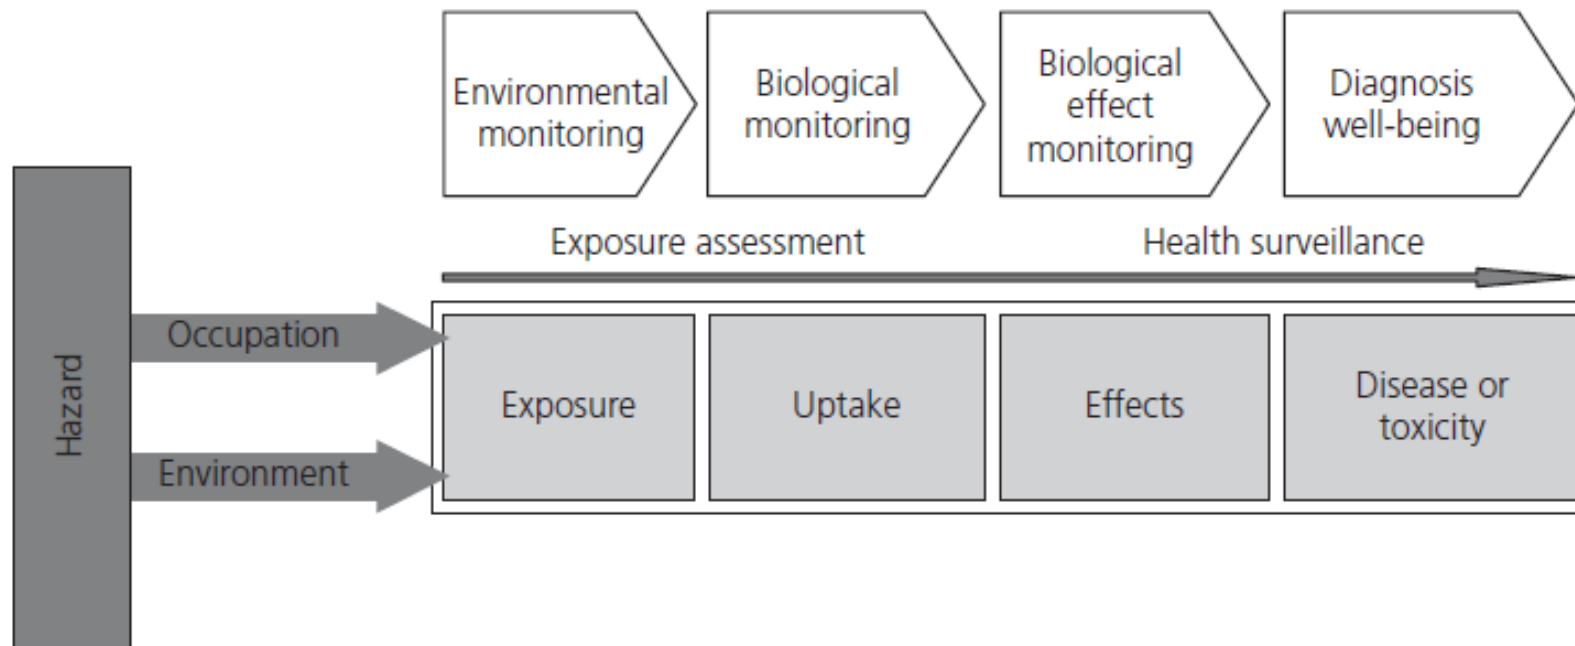 Environmental
monitoring
Biological
monitoring
Biological
effect
monitoring
Diagnosis
well-being
Exposure assessment
Health surveillance
Hazard
Occupation
Environment
Exposure
Uptake
Effects
Disease or
toxicity